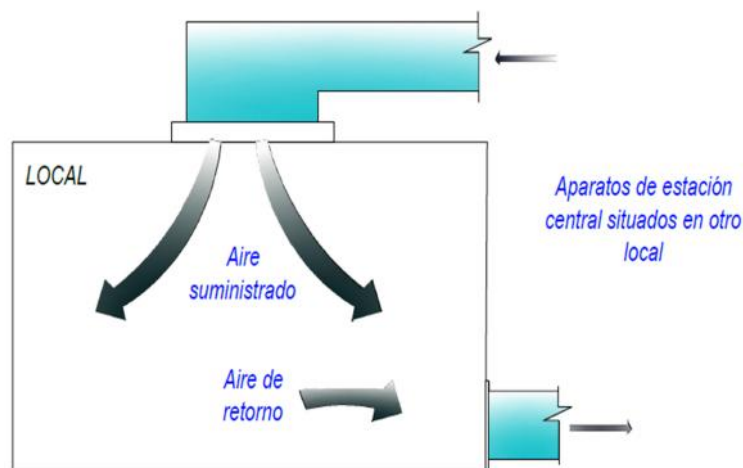 LOCAL
Aparatos de estación
central situados en otro
local
Aire
suministrado
Aire de
retorno